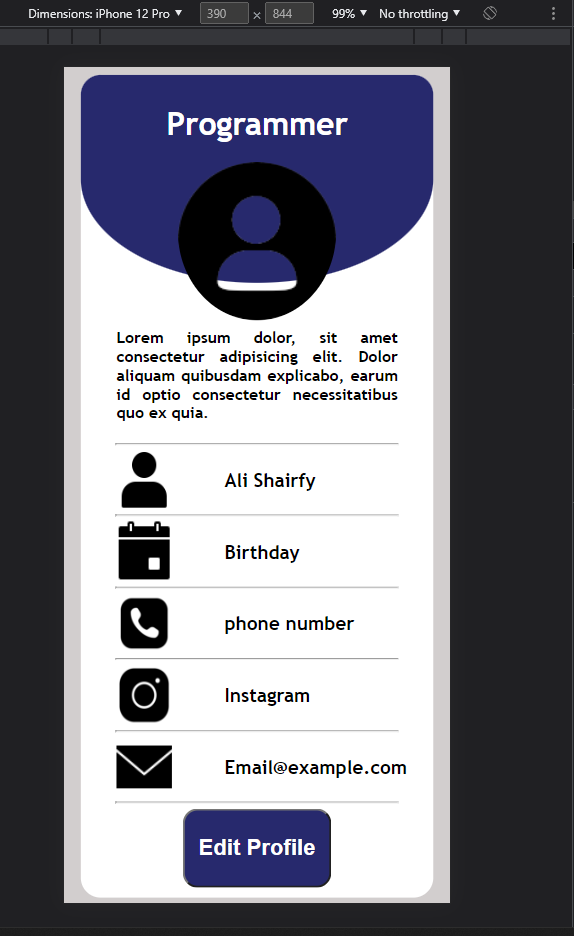 Dimensions: iPhone 12 Pro 390 × 844 99% No throttling
Programmer
Lorem ipsum dolor, sit amet
consectetur adipisicing elit. Dolor
aliquam quibusdam explicabo, earum
id optio consectetur necessitatibus
quo ex quia.
Ali Shairfy
Birthday
phone number
Instagram
Email@example.com
Edit Profile